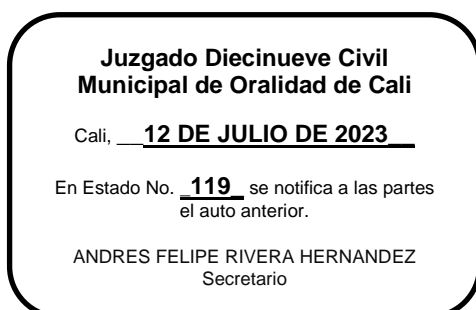 Juzgado Diecinueve Civil
Municipal de Oralidad de Cali
Cali, __12 DE JULIO DE 2023__
En Estado No. _119_ se notifica a las partes
el auto anterior.
ANDRES FELIPE RIVERA HERNANDEZ
Secretario